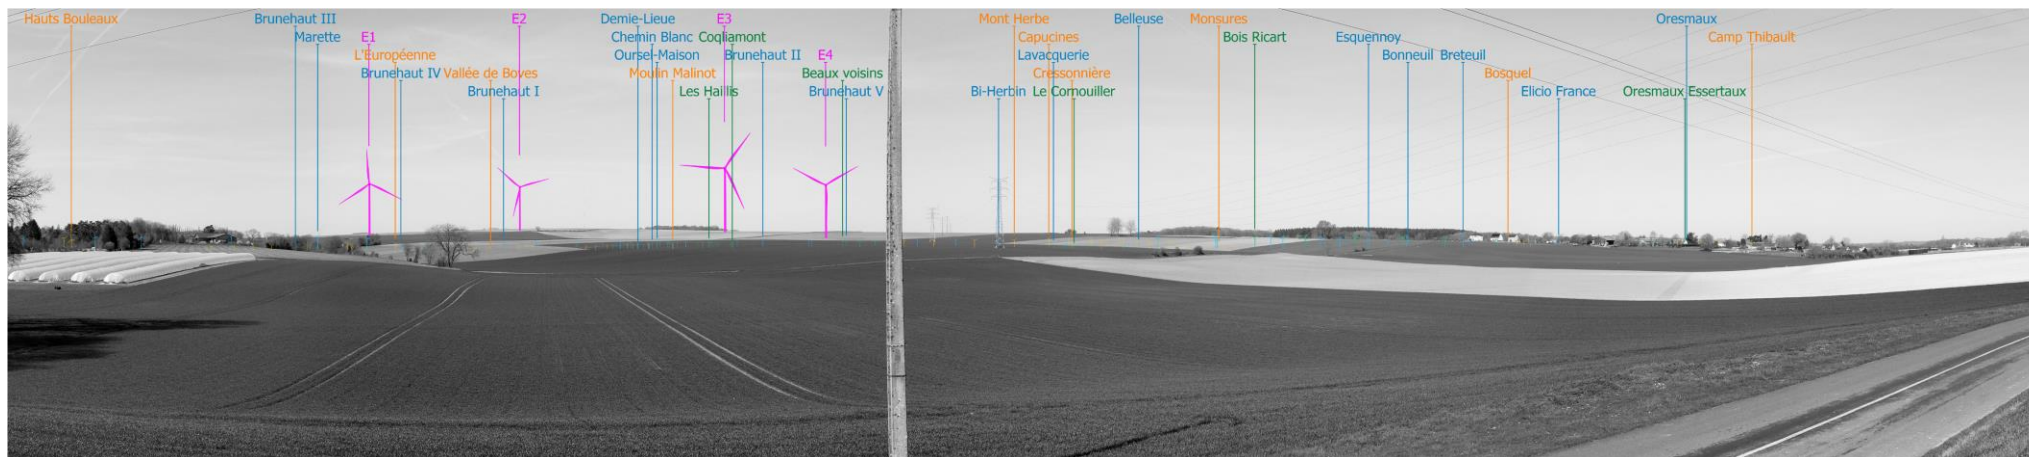 Hauts Bouleaux Brunehaut III E2 Demie-Lieue E3 Mont Herbe Belleuse Monsures Oresmaux
Marette E1 Chemin Blanc Coqliamont Capucines Bois Ricart Esquennoy Camp Thibault
L'Européenne Oursel-Maison Brunehaut II E4 Lavacquerie Bonneuil Breteuil
Brunehaut IV Vallée de Boves Moulin Malinot Beaux voisins Cressonnière Bosquel
Brunehaut I Les Haillis Brunehaut V Bi-Herbin Le Cornouiller Elicio France Oresmaux Essertaux